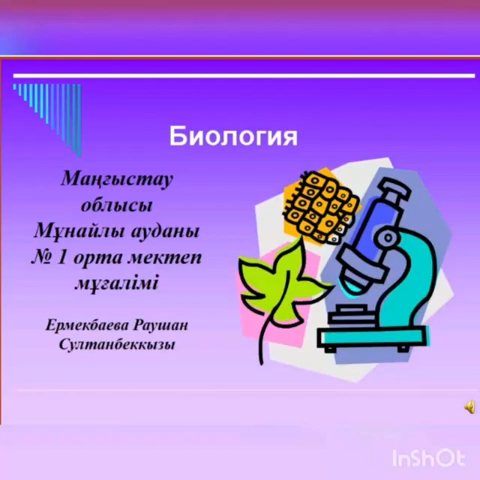 Биология
Маңғыстау
облысы
Мұнайлы ауданы
№ 1 орта мектеп
мұғалімі
Ермекбаева Раушан
Султанбеккызы
InShOt